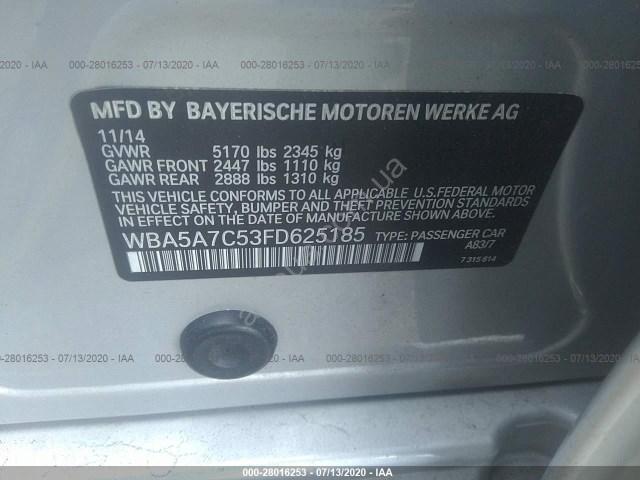 000-28016253 - 07/13/2020 - IAA
MFD BY BAYERISCHE MOTOREN WERKE AG
11/14
GVWR 5170 lbs 2345 kg
GAWR FRONT 2447 lbs 1110 kg
GAWR REAR 2888 lbs 1310 kg
THIS VEHICLE CONFORMS TO ALL APPLICABLE U.S.FEDERAL MOTOR
VEHICLE SAFETY, BUMPER AND THEFT PREVENTION STANDARDS IN
EFFECT ON THE DATE OF MANUFACTURE SHOWN ABOVE.
WBA5A7C53FD625185 TYPE: PASSENGER CAR
A83/7
7 315 614
000-28016253 - 07/13/2020 - IAA
000-28016253 - 07/13/2020 - IAA